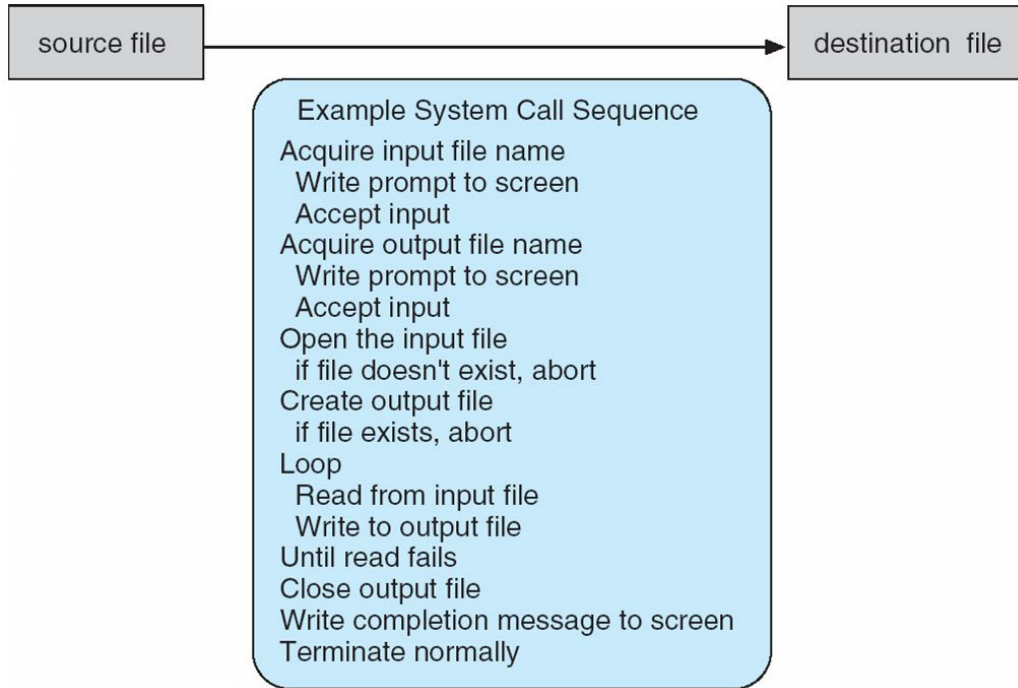 source file
destination file
Example System Call Sequence
Acquire input file name
Write prompt to screen
Accept input
Acquire output file name
Write prompt to screen
Accept input
Open the input file
if file doesn't exist, abort
Create output file
if file exists, abort
Loop
Read from input file
Write to output file
Until read fails
Close output file
Write completion message to screen
Terminate normally